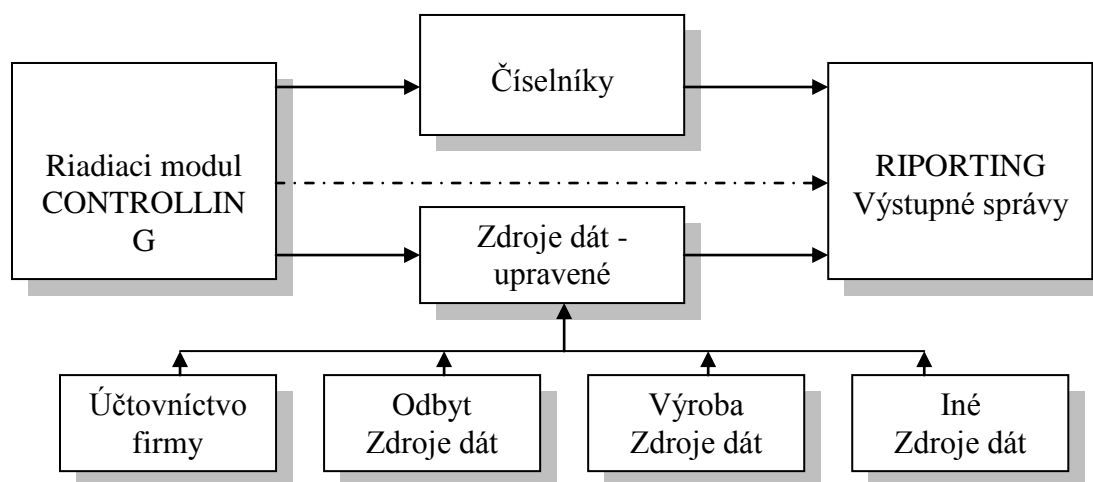 Číselníky
Riadiaci modul
CONTROLLIN
G
RIPORTING
Výstupné správy
Zdroje dát -
upravené
Účtovníctvo
firmy
Odbyt
Zdroje dát
Výroba
Zdroje dát
Iné
Zdroje dát